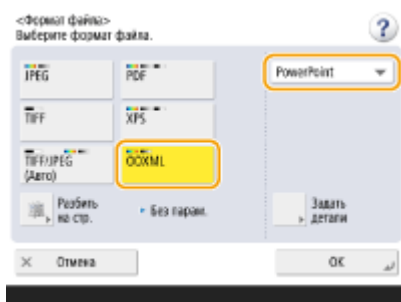 <Формат файла>
Выберите формат файла.
?
JPEG
PDF
PowerPoint
TIFF
XPS
TIFF/JPEG
(Авто)
OOXML
Разбить
на стр.
Без парам.
Задать
детали
Отмена
OK